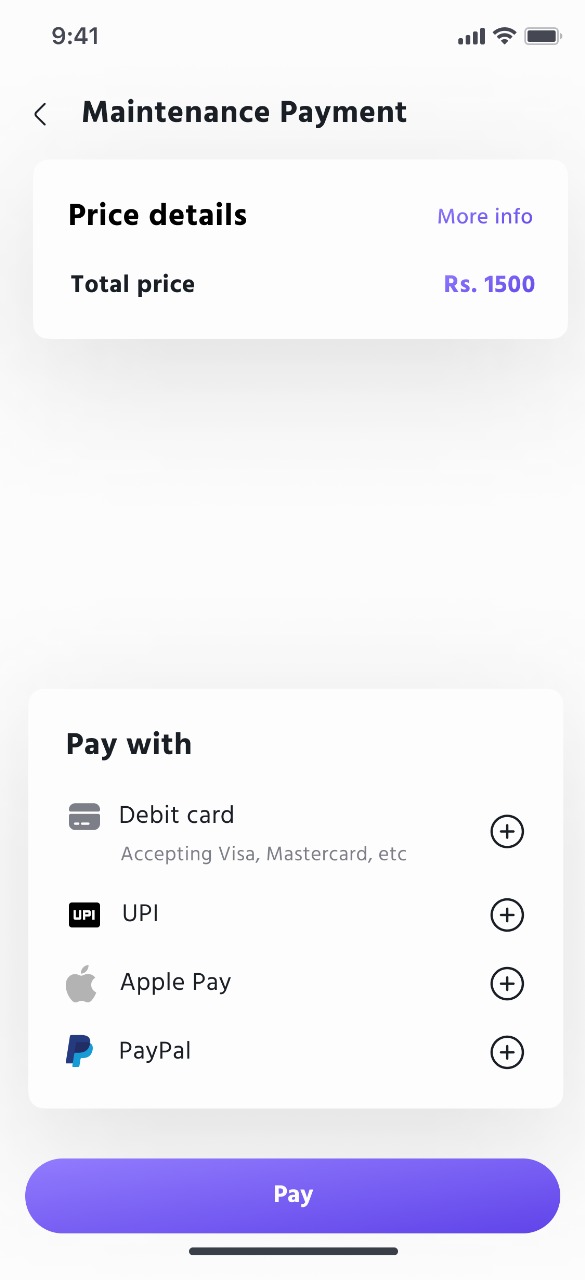 9:41
Maintenance Payment
Price details
More info
Total price
Rs. 1500
Pay with
Debit card
Accepting Visa, Mastercard, etc
UPI
UPI
Apple Pay
PayPal
Pay